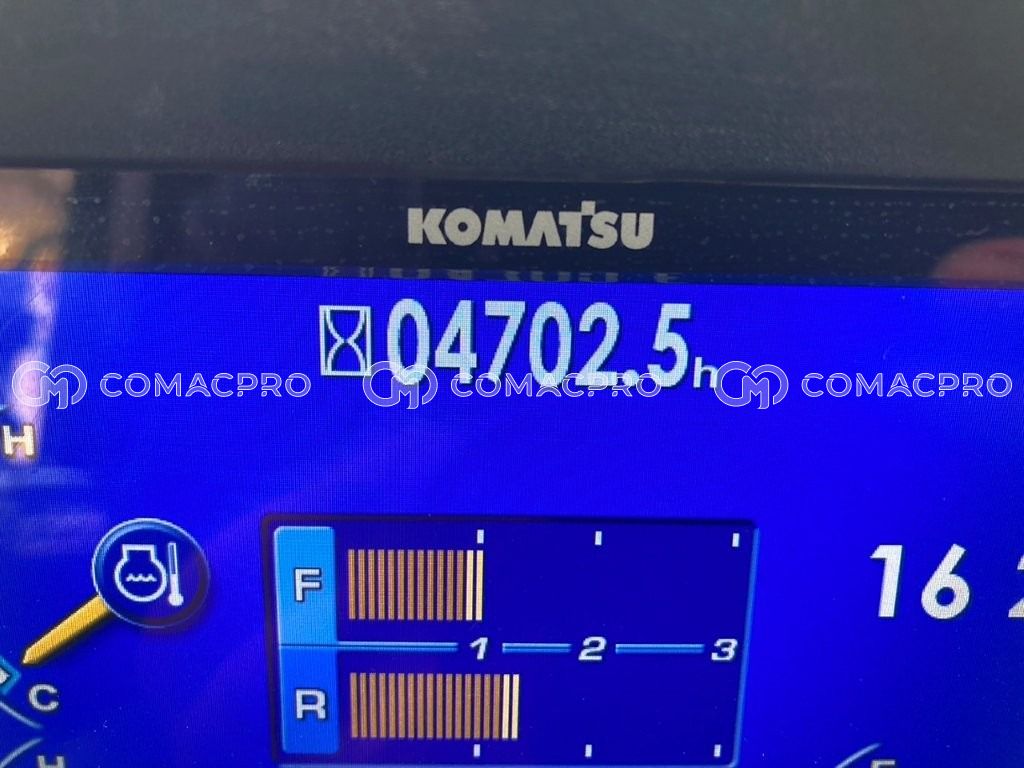 KOMATSU
04702.5h
COMACPRO COMACPRO COMACPRO
H
F
16
1 2 3
R
C